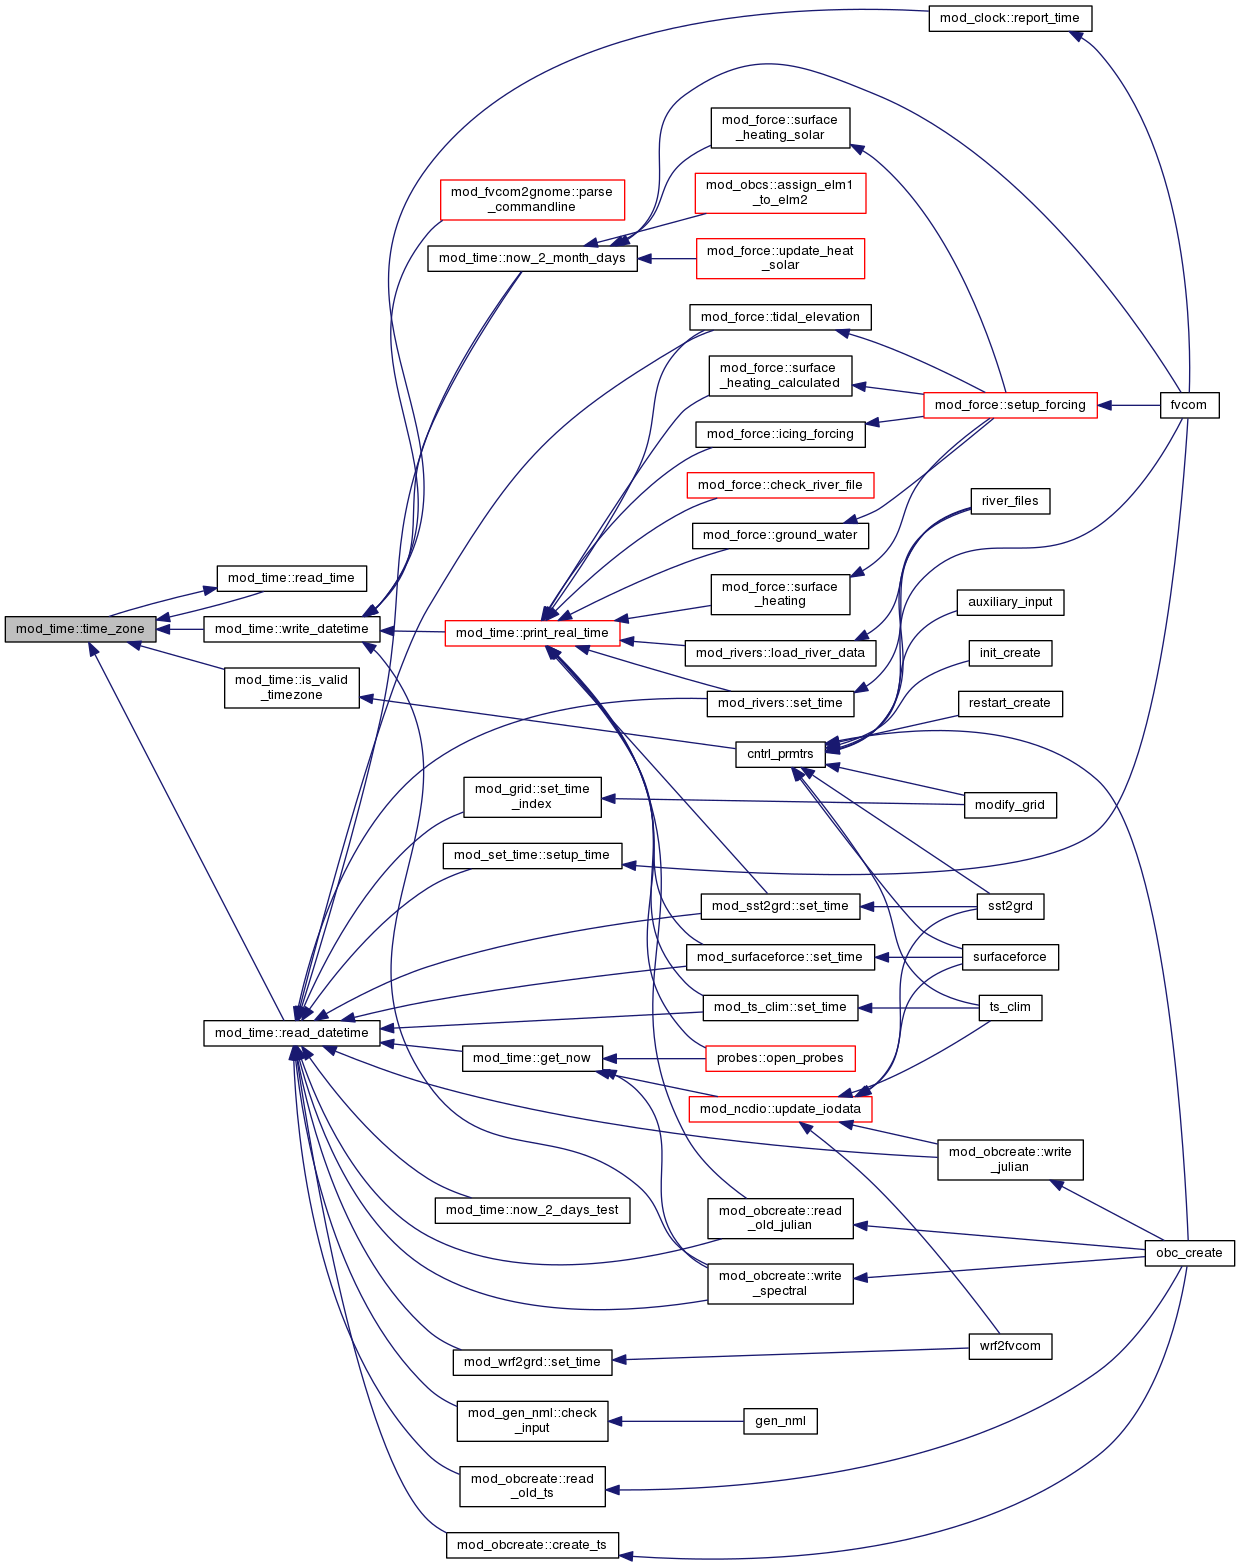 mod_clock::report_time
mod_force::surface
_heating_solar
mod_fvcom2gnome::parse
_commandline
mod_obcs::assign_elm1
_to_elm2
mod_time::now_2_month_days
mod_force::update_heat
_solar
mod_force::tidal_elevation
mod_force::surface
_heating_calculated
mod_force::setup_forcing
fvcom
mod_force::icing_forcing
mod_force::check_river_file
river_files
mod_force::ground_water
mod_time::read_time
mod_force::surface
_heating
auxiliary_input
mod_time::time_zone
mod_time::write_datetime
mod_time::print_real_time
mod_rivers::load_river_data
init_create
mod_time::is_valid
_timezone
mod_rivers::set_time
restart_create
cntrl_prmtrs
mod_grid::set_time
_index
modify_grid
mod_set_time::setup_time
mod_sst2grd::set_time
sst2grd
mod_surfaceforce::set_time
surfaceforce
mod_ts_clim::set_time
ts_clim
mod_time::read_datetime
mod_time::get_now
probes::open_probes
mod_ncdio::update_iodata
mod_obcreate::write
_julian
mod_time::now_2_days_test
mod_obcreate::read
_old_julian
obc_create
mod_obcreate::write
_spectral
wrf2fvcom
mod_wrf2grd::set_time
mod_gen_nml::check
_input
gen_nml
mod_obcreate::read
_old_ts
mod_obcreate::create_ts